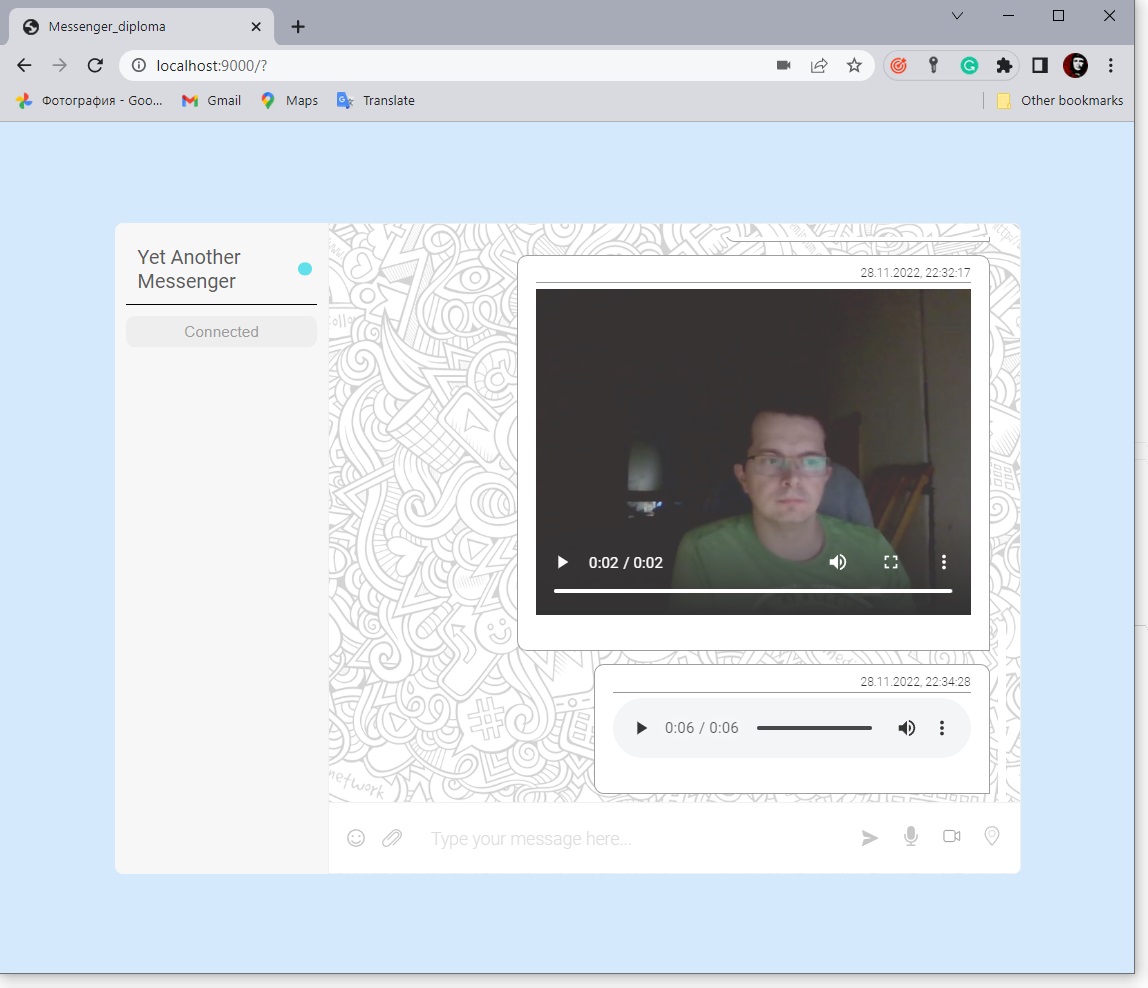 Messenger_diploma
localhost:9000/?
Фотография - Goo...
Gmail
Maps
Translate
Other bookmarks
Yet Another
Messenger
Connected
28.11.2022, 22:32:17
0:02 / 0:02
28.11.2022, 22:34:28
0:06 / 0:06
network
Type your message here...